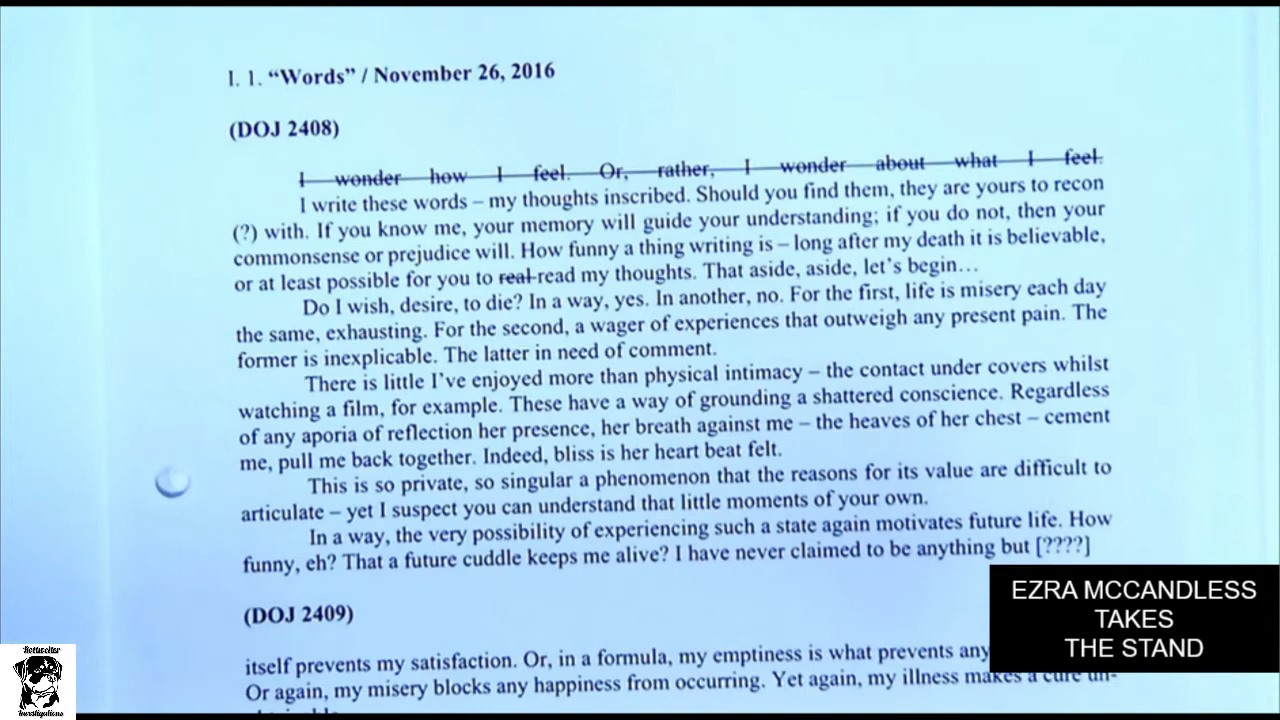 I. 1. “Words” / November 26, 2016
(DOJ 2408)
I wonder how I feel. Or, rather, I wonder about what I feel.
I write these words – my thoughts inscribed. Should you find them, they are yours to recon
(?) with. If you know me, your memory will guide your understanding; if you do not, then your
commonsense or prejudice will. How funny a thing writing is – long after my death it is believable,
or at least possible for you to real read my thoughts. That aside, aside, let’s begin…
Do I wish, desire, to die? In a way, yes. In another, no. For the first, life is misery each day
the same, exhausting. For the second, a wager of experiences that outweigh any present pain. The
former is inexplicable. The latter in need of comment.
There is little I’ve enjoyed more than physical intimacy – the contact under covers whilst
watching a film, for example. These have a way of grounding a shattered conscience. Regardless
of any aporia of reflection her presence, her breath against me – the heaves of her chest – cement
me, pull me back together. Indeed, bliss is her heart beat felt.
This is so private, so singular a phenomenon that the reasons for its value are difficult to
articulate – yet I suspect you can understand that little moments of your own.
In a way, the very possibility of experiencing such a state again motivates future life. How
funny, eh? That a future cuddle keeps me alive? I have never claimed to be anything but [????]
(DOJ 2409)
itself prevents my satisfaction. Or, in a formula, my emptiness is what prevents any
Or again, my misery blocks any happiness from occurring. Yet again, my illness makes a cure un-
EZRA MCCANDLESS
TAKES
THE STAND
Rottweiler
Investigations